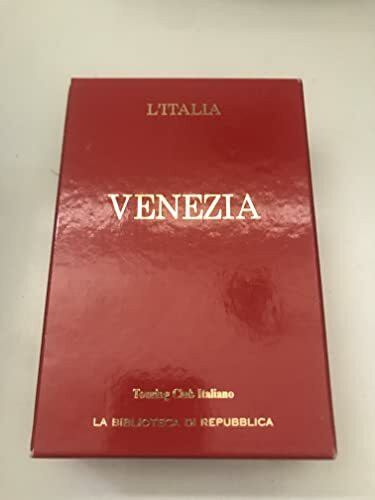 L'ITALIA
VENEZIA
Touring Club Italiano
LA BIBLIOTECA DI REPUBBLICA